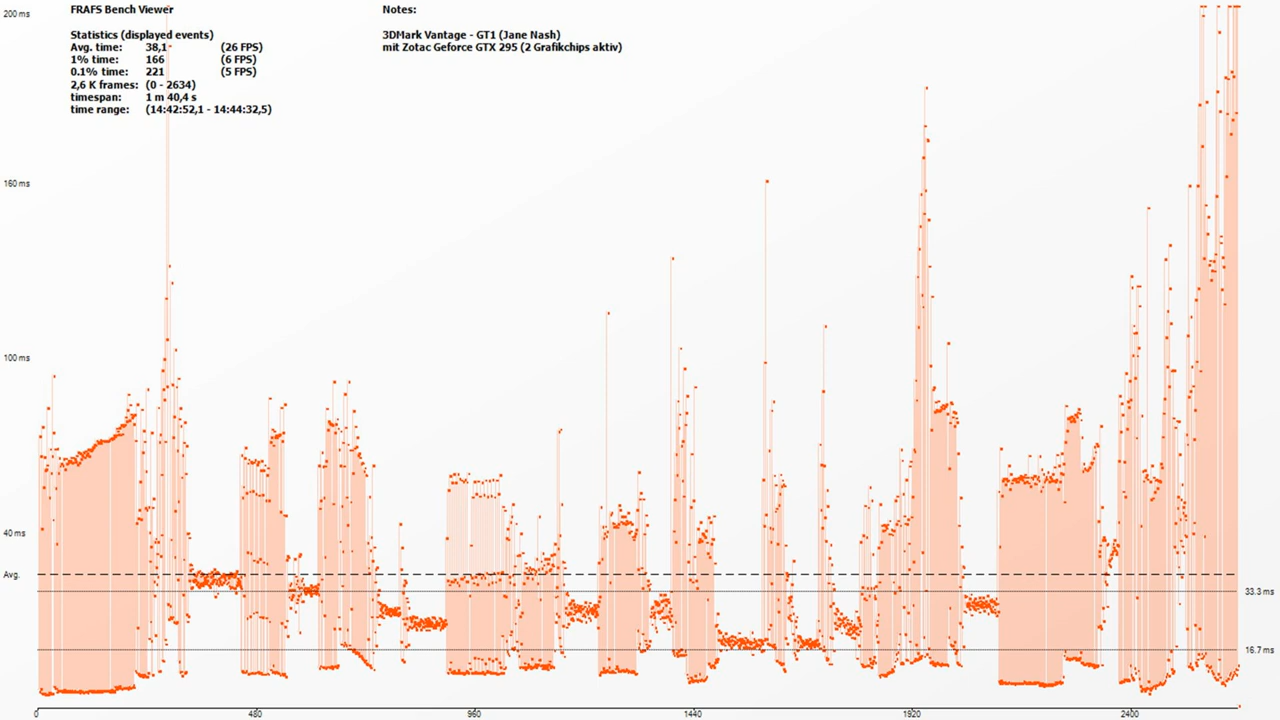 FRAFS Bench Viewer
Statistics (displayed events)
Avg. time: 38,1 (26 FPS)
1% time: 166 (6 FPS)
0.1% time: 221 (5 FPS)
2,6 K frames: (0 - 2634)
timespan: 1 m 40,4 s
time range: (14:42:52,1 - 14:44:32,5)
Notes:
3DMark Vantage - GT1 (Jane Nash)
mit Zotac Geforce GTX 295 (2 Grafikchips aktiv)
200 ms
160 ms
100 ms
40 ms
Avg.
33.3 ms
16.7 ms
0 480 960 1440 1920 2400